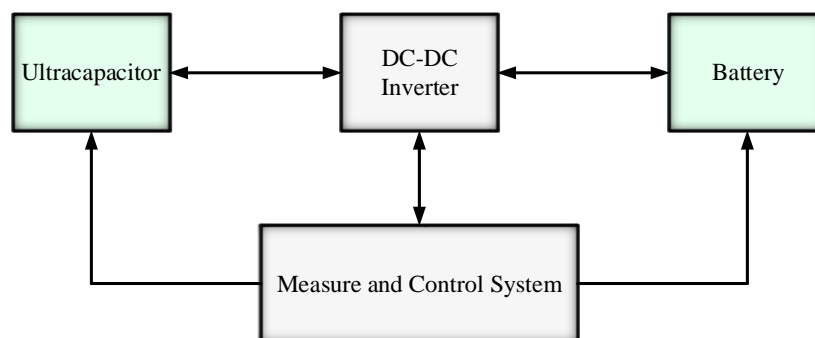 Ultracapacitor
DC-DC
Inverter
Battery
Measure and Control System